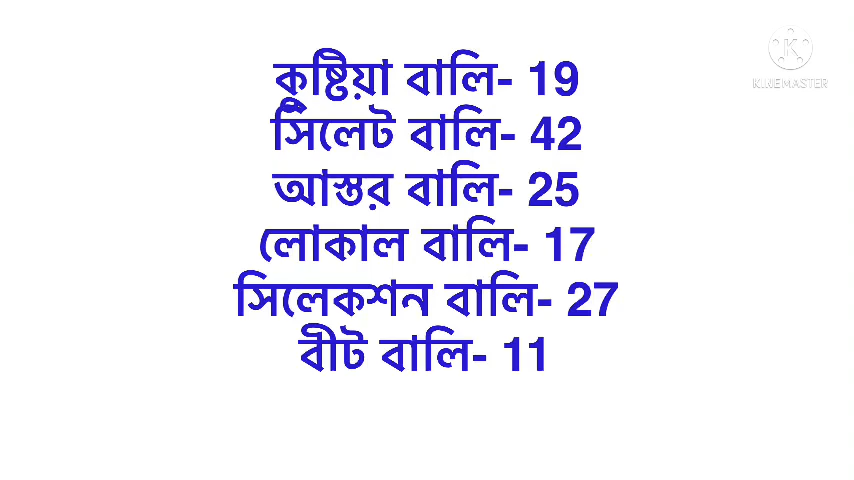 কুষ্টিয়া বালি- 19
সিলেট বালি- 42
আস্তর বালি- 25
লোকাল বালি- 17
সিলেকশন বালি- 27
বীট বালি- 11
K
KINEMASTER